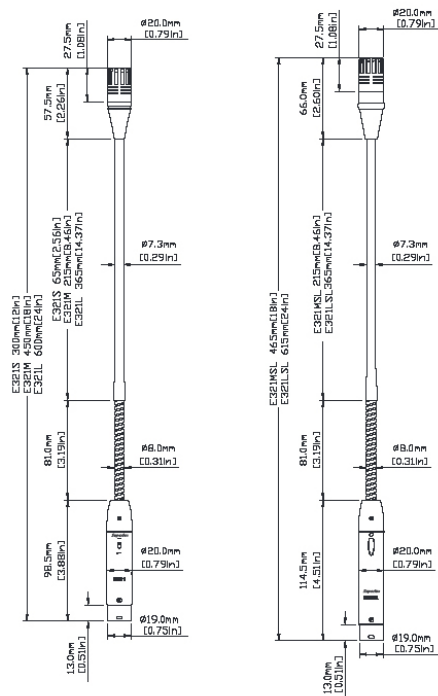 ø20.0mm
[0.79in]
27.5mm
[1.08in]
57.5mm
[2.26in]
E321S 65mm[2.56in]
E321M 215mm[8.46in]
E321L 365mm[14.37in]
E321S 300mm[12in]
E321M 450mm[18in]
E321L 600mm[24in]
ø7.3mm
[0.29in]
81.0mm
[3.19in]
ø8.0mm
[0.31in]
98.5mm
[3.88in]
ø20.0mm
[0.79in]
ø19.0mm
[0.75in]
13.0mm
[0.51in]
ø20.0mm
[0.79in]
27.5mm
[1.08in]
66.0mm
[2.60in]
E321MSL 215mm[8.46in]
E321LSL365mm[14.37in]
E321MSL 465mm[18in]
E321LSL 615mm[24in]
ø7.3mm
[0.29in]
81.0mm
[3.19in]
ø8.0mm
[0.31in]
114.5mm
[4.51in]
ø20.0mm
[0.79in]
ø19.0mm
[0.75in]
13.0mm
[0.51in]